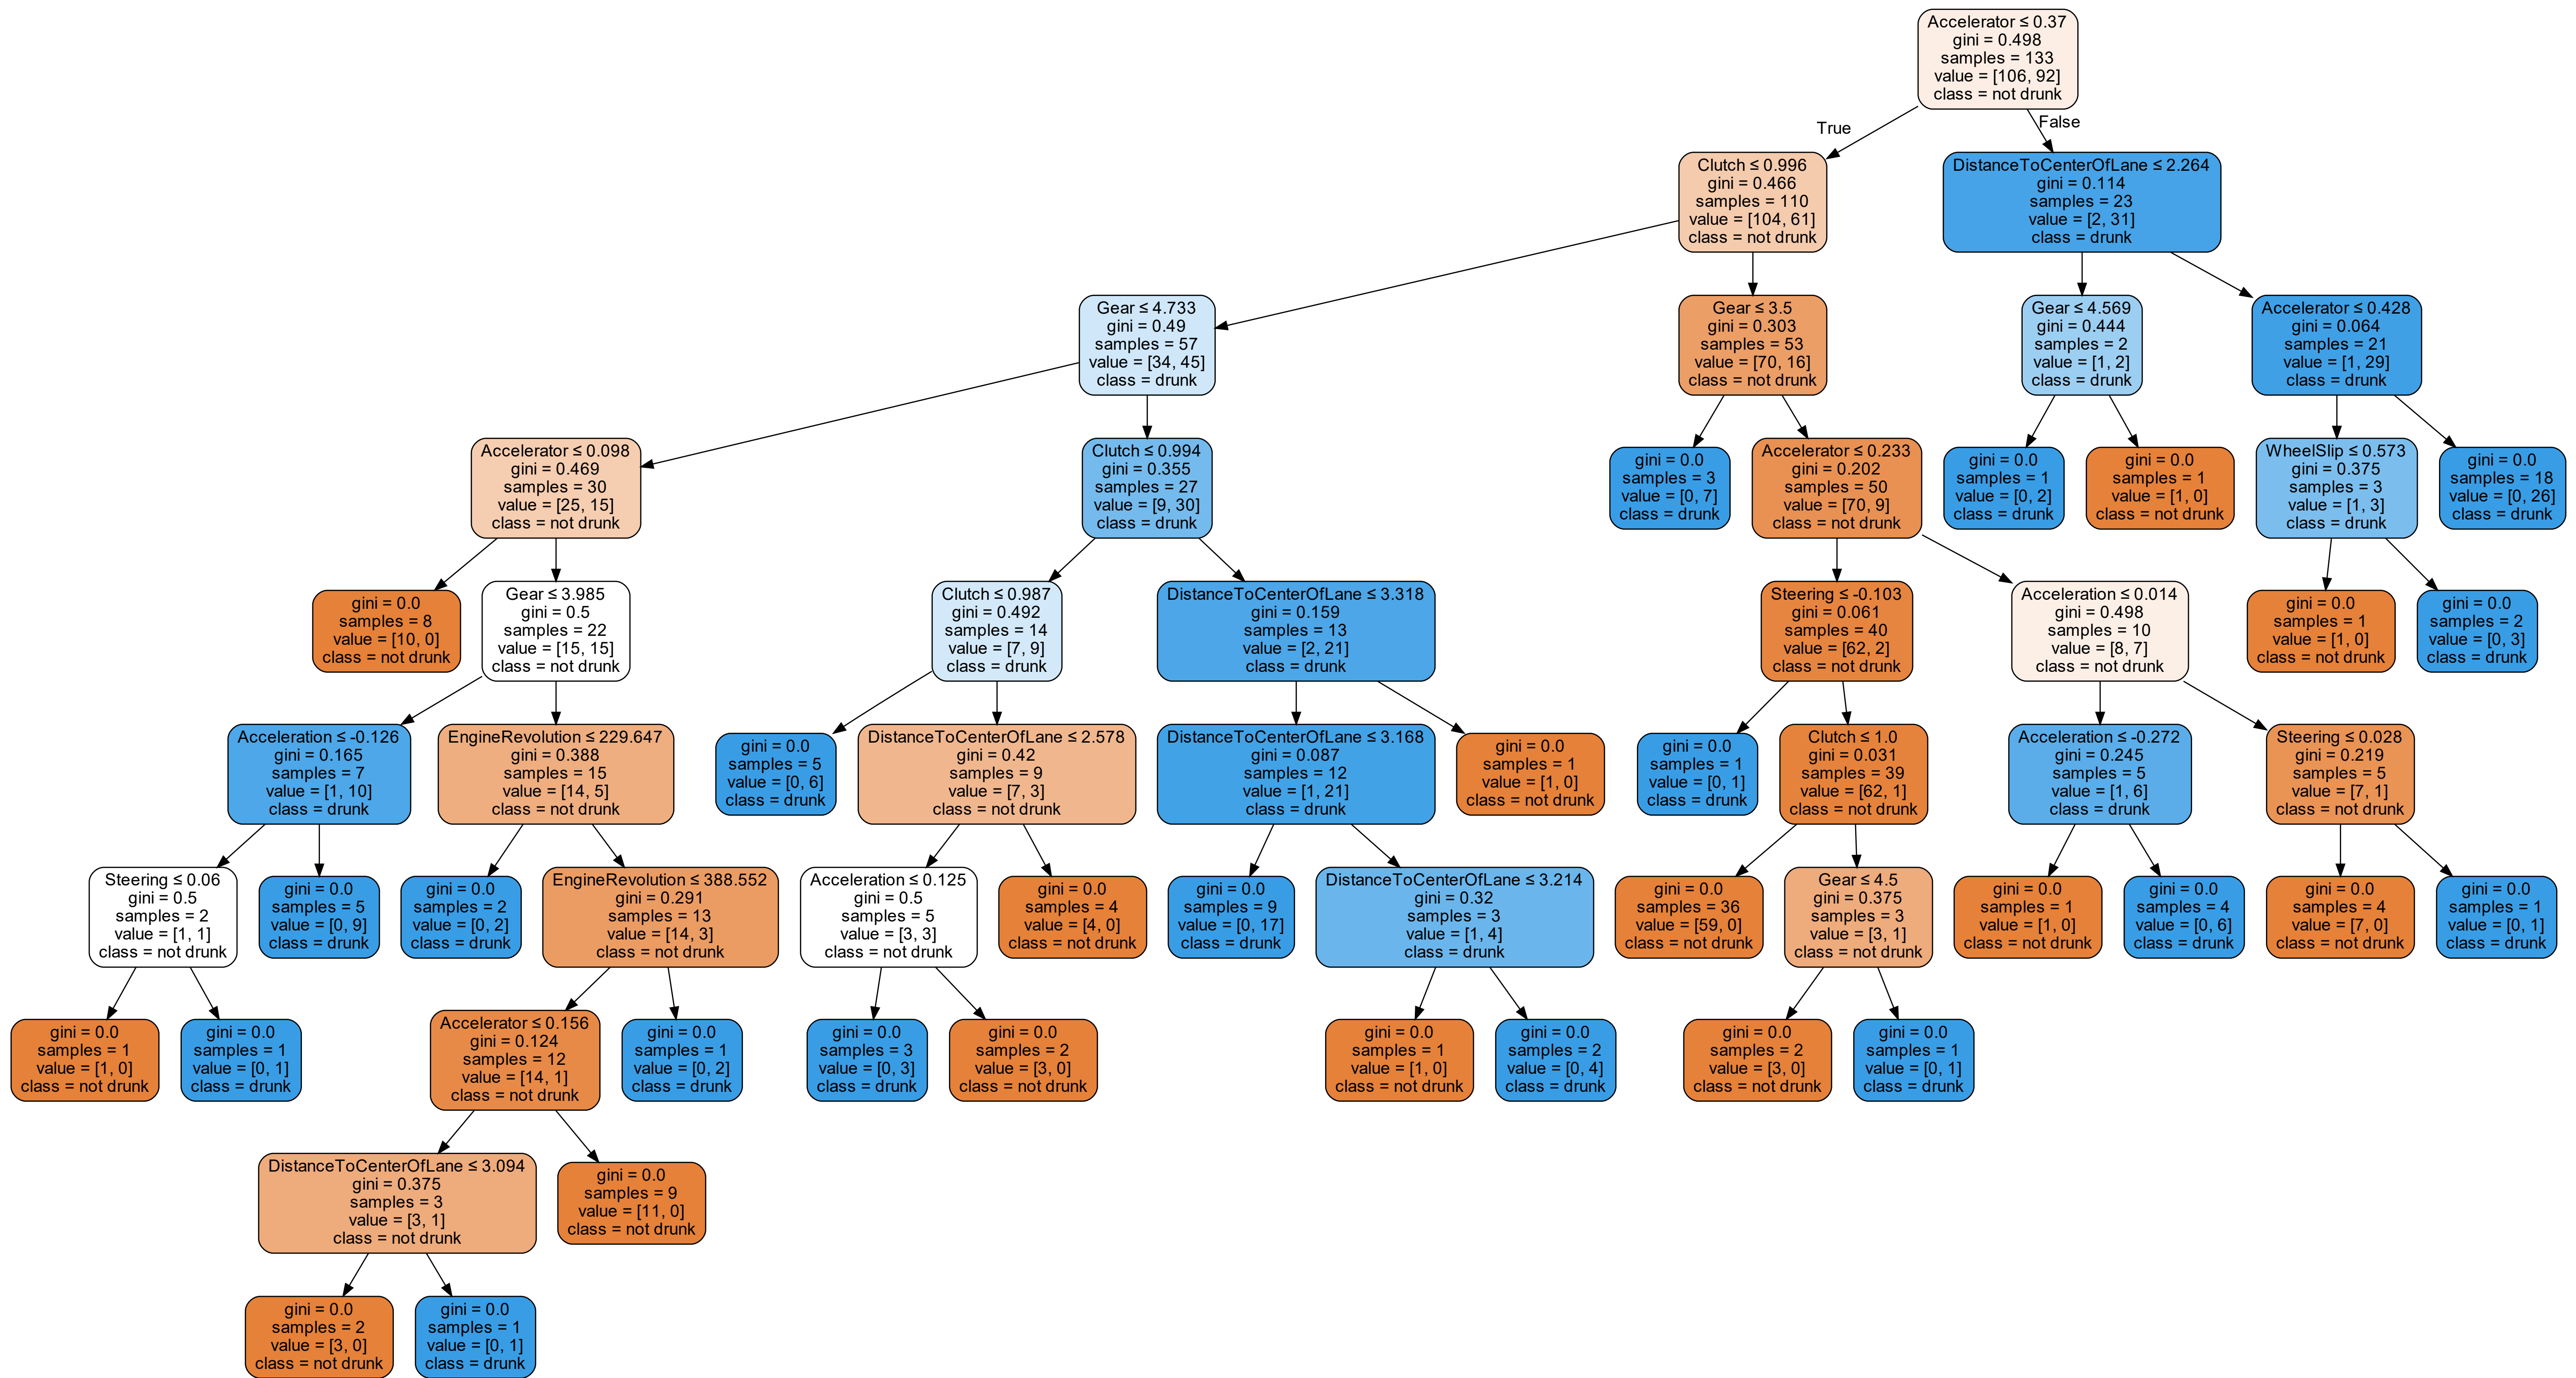 Accelerator ≤ 0.37
gini = 0.498
samples = 133
value = [106, 92]
class = not drunk
True
False
Clutch ≤ 0.996
gini = 0.466
samples = 110
value = [104, 61]
class = not drunk
DistanceToCenterOfLane ≤ 2.264
gini = 0.114
samples = 23
value = [2, 31]
class = drunk
Gear ≤ 4.733
gini = 0.49
samples = 57
value = [34, 45]
class = drunk
Gear ≤ 3.5
gini = 0.303
samples = 53
value = [70, 16]
class = not drunk
Gear ≤ 4.569
gini = 0.444
samples = 2
value = [1, 2]
class = drunk
Accelerator ≤ 0.428
gini = 0.064
samples = 21
value = [1, 29]
class = drunk
Accelerator ≤ 0.098
gini = 0.469
samples = 30
value = [25, 15]
class = not drunk
Clutch ≤ 0.994
gini = 0.355
samples = 27
value = [9, 30]
class = drunk
gini = 0.0
samples = 3
value = [0, 7]
class = drunk
Accelerator ≤ 0.233
gini = 0.202
samples = 50
value = [70, 9]
class = not drunk
gini = 0.0
samples = 1
value = [0, 2]
class = drunk
gini = 0.0
samples = 1
value = [1, 0]
class = not drunk
WheelSlip ≤ 0.573
gini = 0.375
samples = 3
value = [1, 3]
class = drunk
gini = 0.0
samples = 18
value = [0, 26]
class = drunk
gini = 0.0
samples = 8
value = [10, 0]
class = not drunk
Gear ≤ 3.985
gini = 0.5
samples = 22
value = [15, 15]
class = not drunk
Clutch ≤ 0.987
gini = 0.492
samples = 14
value = [7, 9]
class = drunk
DistanceToCenterOfLane ≤ 3.318
gini = 0.159
samples = 13
value = [2, 21]
class = drunk
Steering ≤ -0.103
gini = 0.061
samples = 40
value = [62, 2]
class = not drunk
Acceleration ≤ 0.014
gini = 0.498
samples = 10
value = [8, 7]
class = not drunk
gini = 0.0
samples = 1
value = [1, 0]
class = not drunk
gini = 0.0
samples = 2
value = [0, 3]
class = drunk
Acceleration ≤ -0.126
gini = 0.165
samples = 7
value = [1, 10]
class = drunk
EngineRevolution ≤ 229.647
gini = 0.388
samples = 15
value = [14, 5]
class = not drunk
gini = 0.0
samples = 5
value = [0, 6]
class = drunk
DistanceToCenterOfLane ≤ 2.578
gini = 0.42
samples = 9
value = [7, 3]
class = not drunk
DistanceToCenterOfLane ≤ 3.168
gini = 0.087
samples = 12
value = [1, 21]
class = drunk
gini = 0.0
samples = 1
value = [1, 0]
class = not drunk
gini = 0.0
samples = 1
value = [0, 1]
class = drunk
Clutch ≤ 1.0
gini = 0.031
samples = 39
value = [62, 1]
class = not drunk
Acceleration ≤ -0.272
gini = 0.245
samples = 5
value = [1, 6]
class = drunk
Steering ≤ 0.028
gini = 0.219
samples = 5
value = [7, 1]
class = not drunk
Steering ≤ 0.06
gini = 0.5
samples = 2
value = [1, 1]
class = not drunk
gini = 0.0
samples = 5
value = [0, 9]
class = drunk
gini = 0.0
samples = 2
value = [0, 2]
class = drunk
EngineRevolution ≤ 388.552
gini = 0.291
samples = 13
value = [14, 3]
class = not drunk
Acceleration ≤ 0.125
gini = 0.5
samples = 5
value = [3, 3]
class = not drunk
gini = 0.0
samples = 4
value = [4, 0]
class = not drunk
gini = 0.0
samples = 9
value = [0, 17]
class = drunk
DistanceToCenterOfLane ≤ 3.214
gini = 0.32
samples = 3
value = [1, 4]
class = drunk
gini = 0.0
samples = 36
value = [59, 0]
class = not drunk
Gear ≤ 4.5
gini = 0.375
samples = 3
value = [3, 1]
class = not drunk
gini = 0.0
samples = 1
value = [1, 0]
class = not drunk
gini = 0.0
samples = 4
value = [0, 6]
class = drunk
gini = 0.0
samples = 4
value = [7, 0]
class = not drunk
gini = 0.0
samples = 1
value = [0, 1]
class = drunk
gini = 0.0
samples = 1
value = [1, 0]
class = not drunk
gini = 0.0
samples = 1
value = [0, 1]
class = drunk
Accelerator ≤ 0.156
gini = 0.124
samples = 12
value = [14, 1]
class = not drunk
gini = 0.0
samples = 1
value = [0, 2]
class = drunk
gini = 0.0
samples = 3
value = [0, 3]
class = drunk
gini = 0.0
samples = 2
value = [3, 0]
class = not drunk
gini = 0.0
samples = 1
value = [1, 0]
class = not drunk
gini = 0.0
samples = 2
value = [0, 4]
class = drunk
gini = 0.0
samples = 2
value = [3, 0]
class = not drunk
gini = 0.0
samples = 1
value = [0, 1]
class = drunk
DistanceToCenterOfLane ≤ 3.094
gini = 0.375
samples = 3
value = [3, 1]
class = not drunk
gini = 0.0
samples = 9
value = [11, 0]
class = not drunk
gini = 0.0
samples = 2
value = [3, 0]
class = not drunk
gini = 0.0
samples = 1
value = [0, 1]
class = drunk